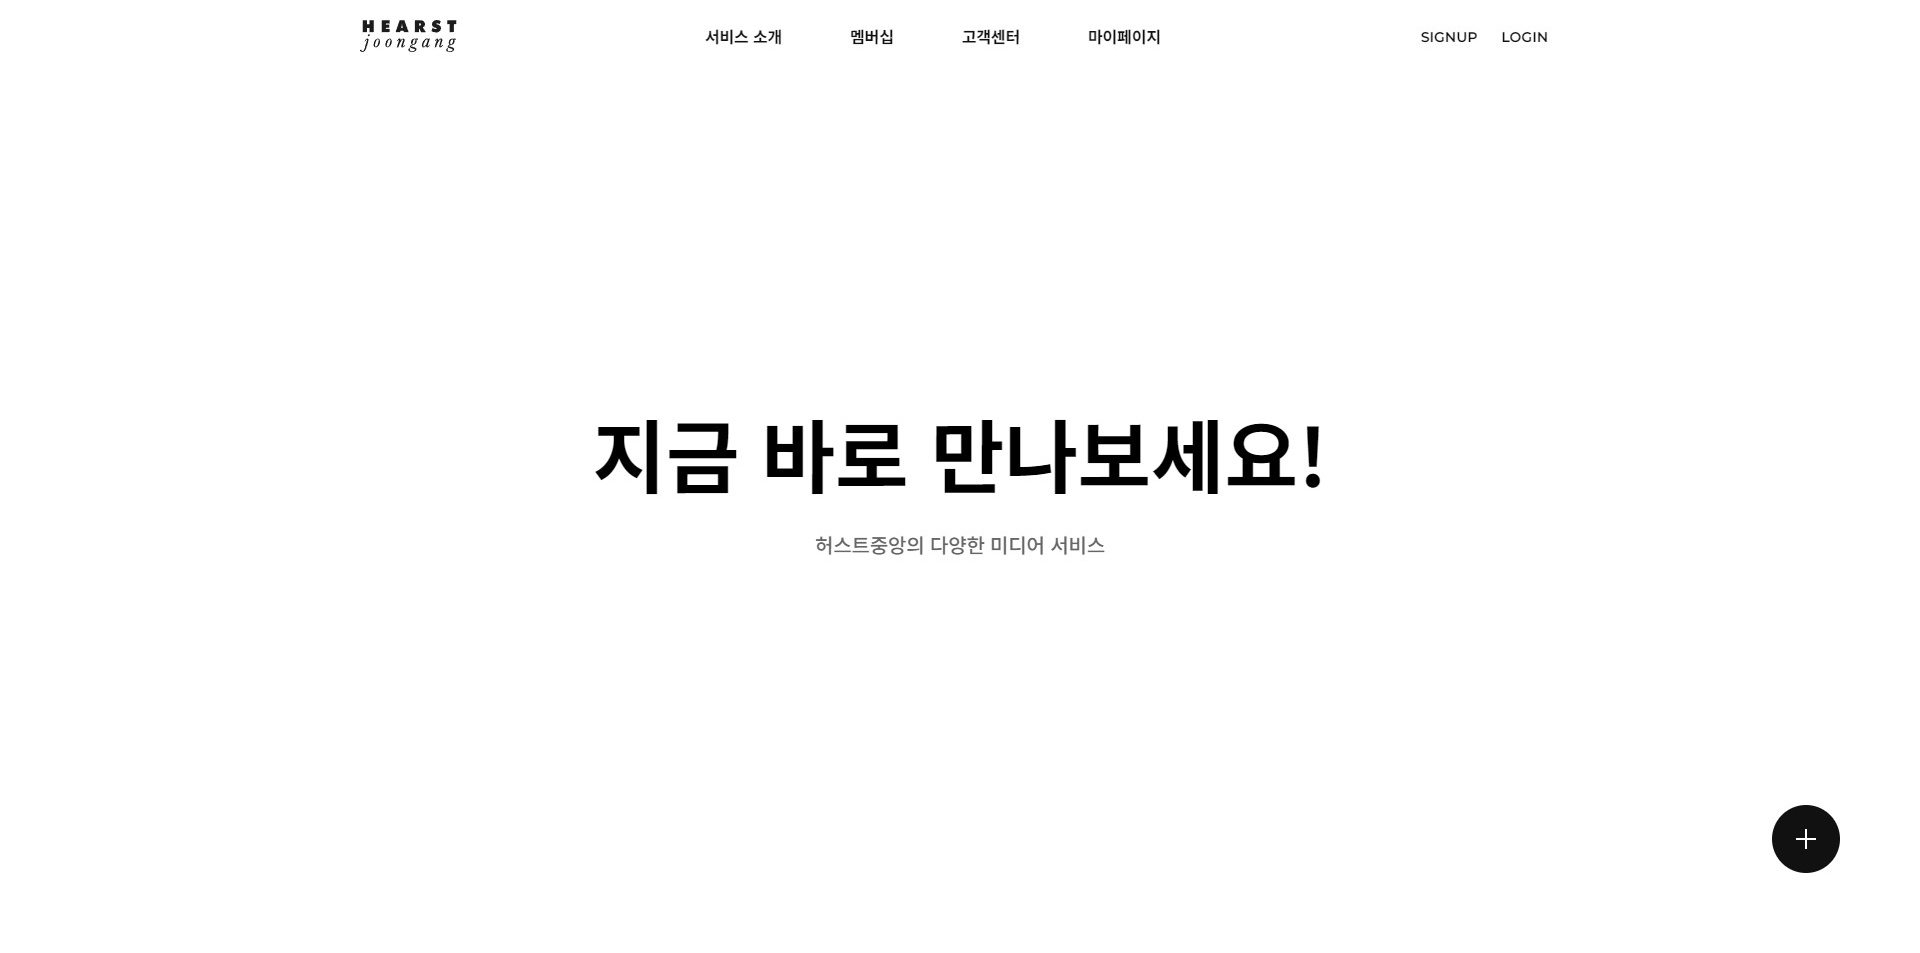 HEARST
joongang
서비스 소개
멤버십
고객센터
마이페이지
SIGNUP
LOGIN
지금 바로 만나보세요!
허스트중앙의 다양한 미디어 서비스